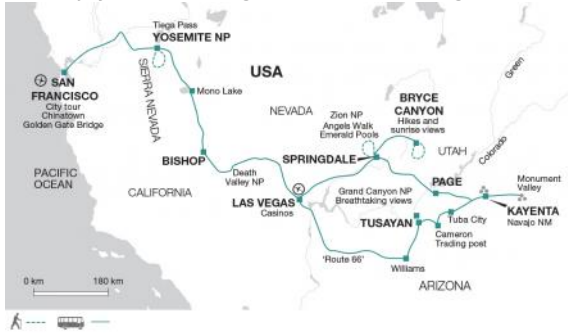 Tiega Pass
YOSEMITE NP
SAN
FRANCISCO
City tour
Chinatown
Golden Gate Bridge
SIERRA NEVADA
Mono Lake
USA
NEVADA
Zion NP
Angels Walk
Emerald Pools
BRYCE
CANYON
Hikes and
sunrise views
Green
UTAH
Colorado
PACIFIC
OCEAN
BISHOP
CALIFORNIA
Death
Valley NP
SPRINGDALE
LAS VEGAS
Casinos
Grand Canyon NP
Breathtaking views
PAGE
Monument
Valley
KAYENTA
Navajo NM
TUSAYAN
Tuba City
Cameron
Trading post
'Route 66'
Williams
ARIZONA
0 km
180 km